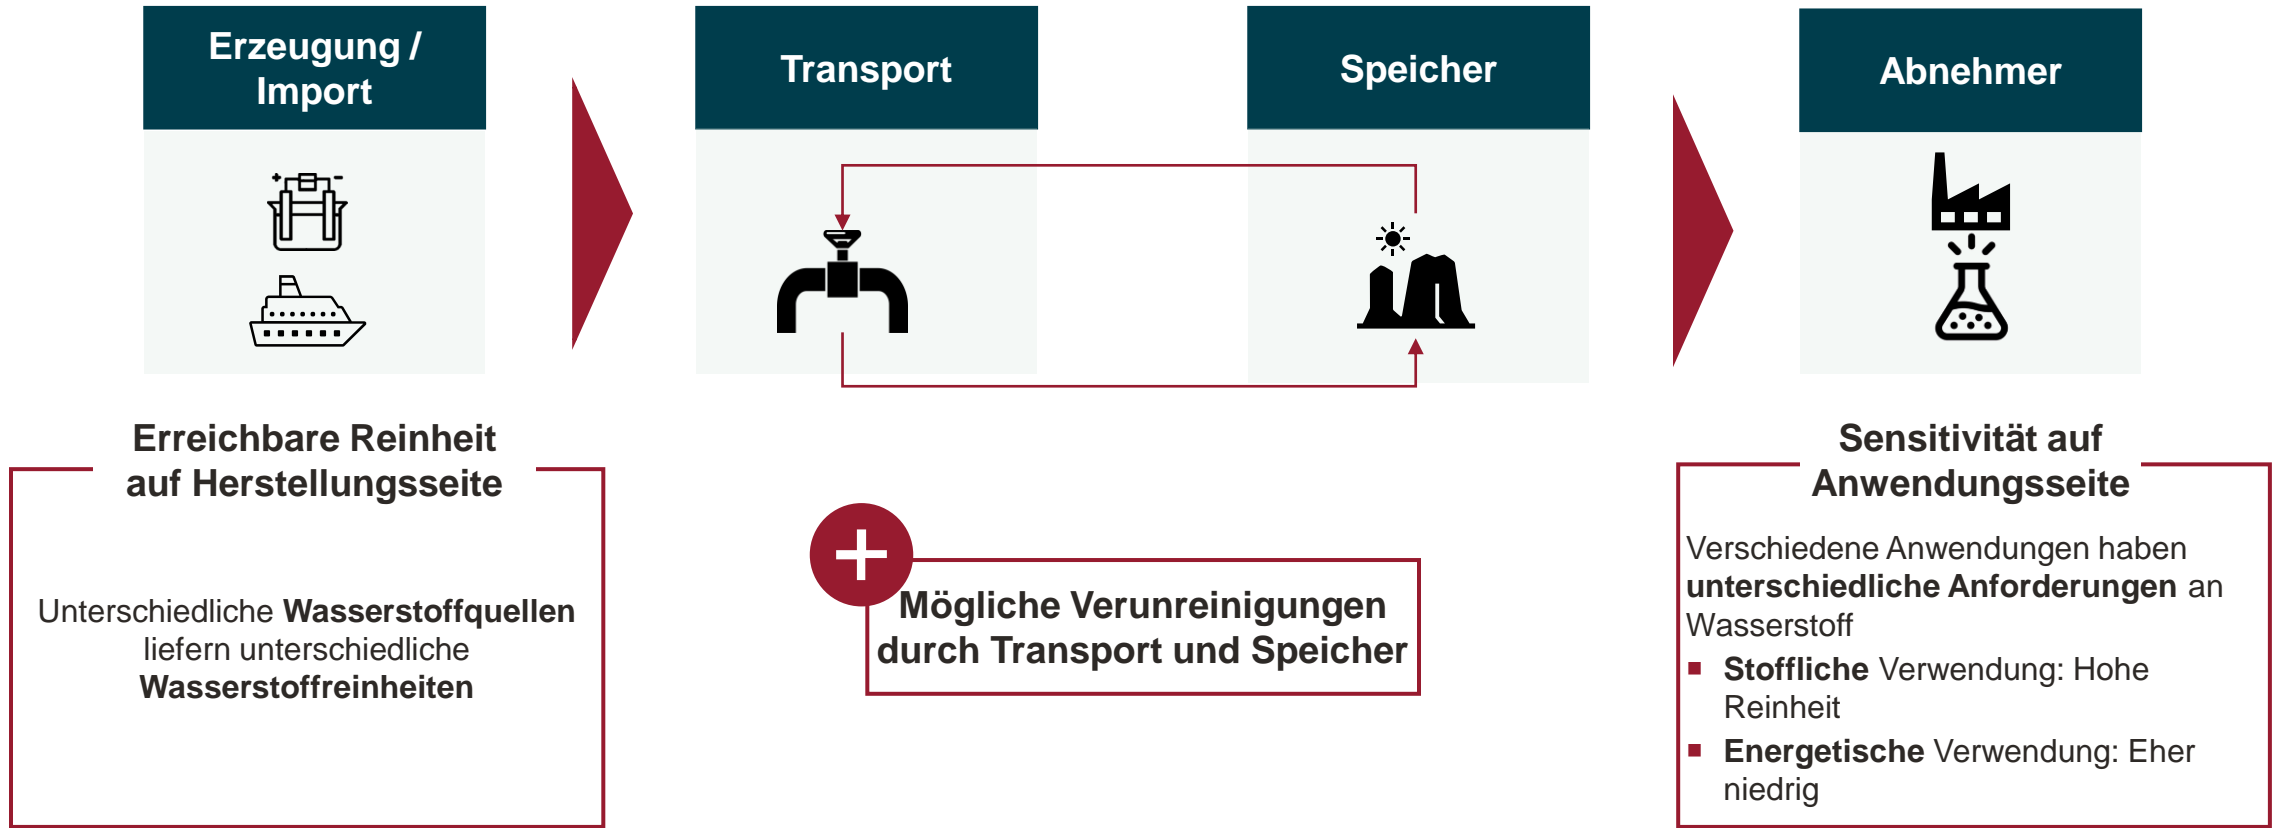 Erzeugung /
Import
Transport
Speicher
Abnehmer
+ -
Erreichbare Reinheit
auf Herstellungsseite
Unterschiedliche Wasserstoffquellen
liefern unterschiedliche
Wasserstoffreinheiten
+
Mögliche Verunreinigungen
durch Transport und Speicher
Sensitivität auf
Anwendungsseite
Verschiedene Anwendungen haben
unterschiedliche Anforderungen an
Wasserstoff
▪ Stoffliche Verwendung: Hohe
Reinheit
▪ Energetische Verwendung: Eher
niedrig